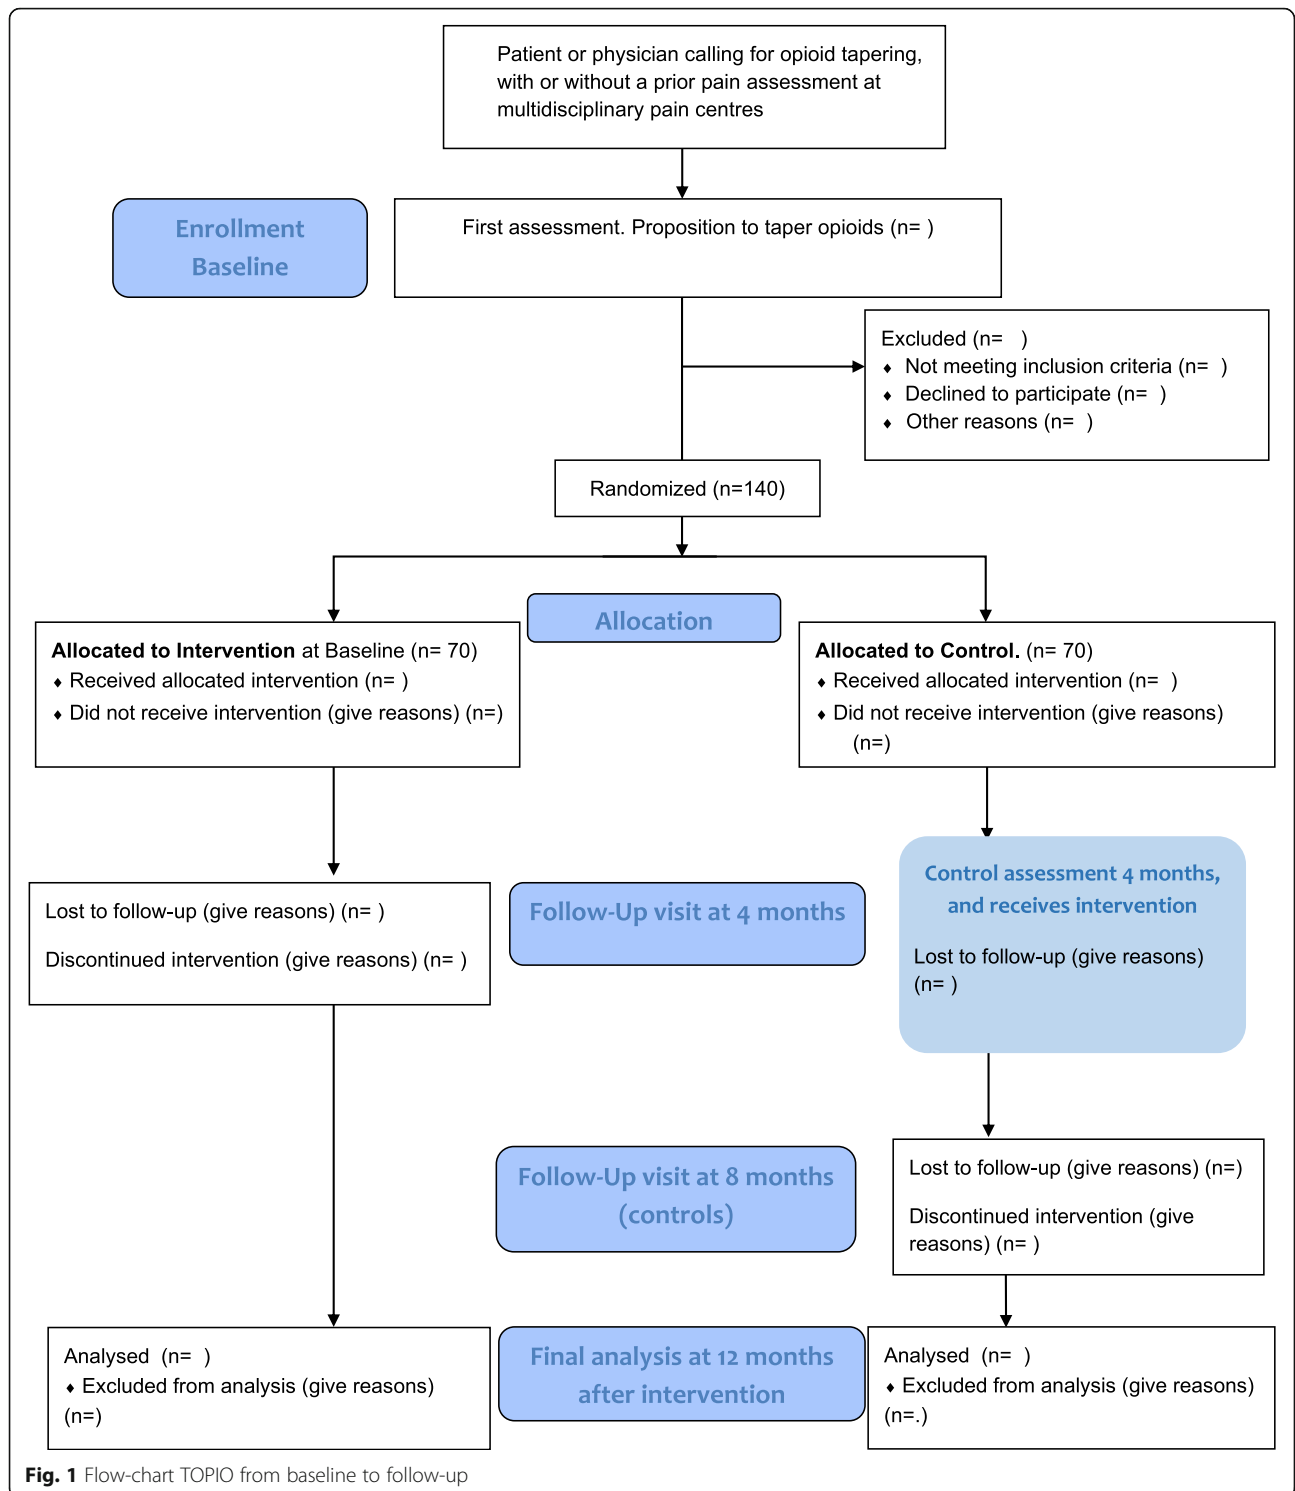 Patient or physician calling for opioid tapering,
with or without a prior pain assessment at
multidisciplinary pain centres
Enrollment
Baseline
First assessment. Proposition to taper opioids (n= )
Excluded (n=   )
♦ Not meeting inclusion criteria (n=  )
♦ Declined to participate (n=  )
♦ Other reasons (n=  )
Randomized (n=140)
Allocation
Allocated to Intervention at Baseline (n= 70)
♦ Received allocated intervention (n= )
♦ Did not receive intervention (give reasons) (n=)
Allocated to Control. (n= 70)
♦ Received allocated intervention (n=  )
♦ Did not receive intervention (give reasons)
(n=)
Lost to follow-up (give reasons) (n= )
Discontinued intervention (give reasons) (n= )
Follow-Up visit at 4 months
Control assessment 4 months,
and receives intervention
Lost to follow-up (give reasons)
(n= )
Follow-Up visit at 8 months
(controls)
Lost to follow-up (give reasons) (n=)
Discontinued intervention (give
reasons) (n= )
Analysed  (n=  )
♦ Excluded from analysis (give reasons)
(n=)
Final analysis at 12 months
after intervention
Analysed  (n=  )
♦ Excluded from analysis (give reasons)
(n=.)
Fig. 1 Flow-chart TOPIO from baseline to follow-up